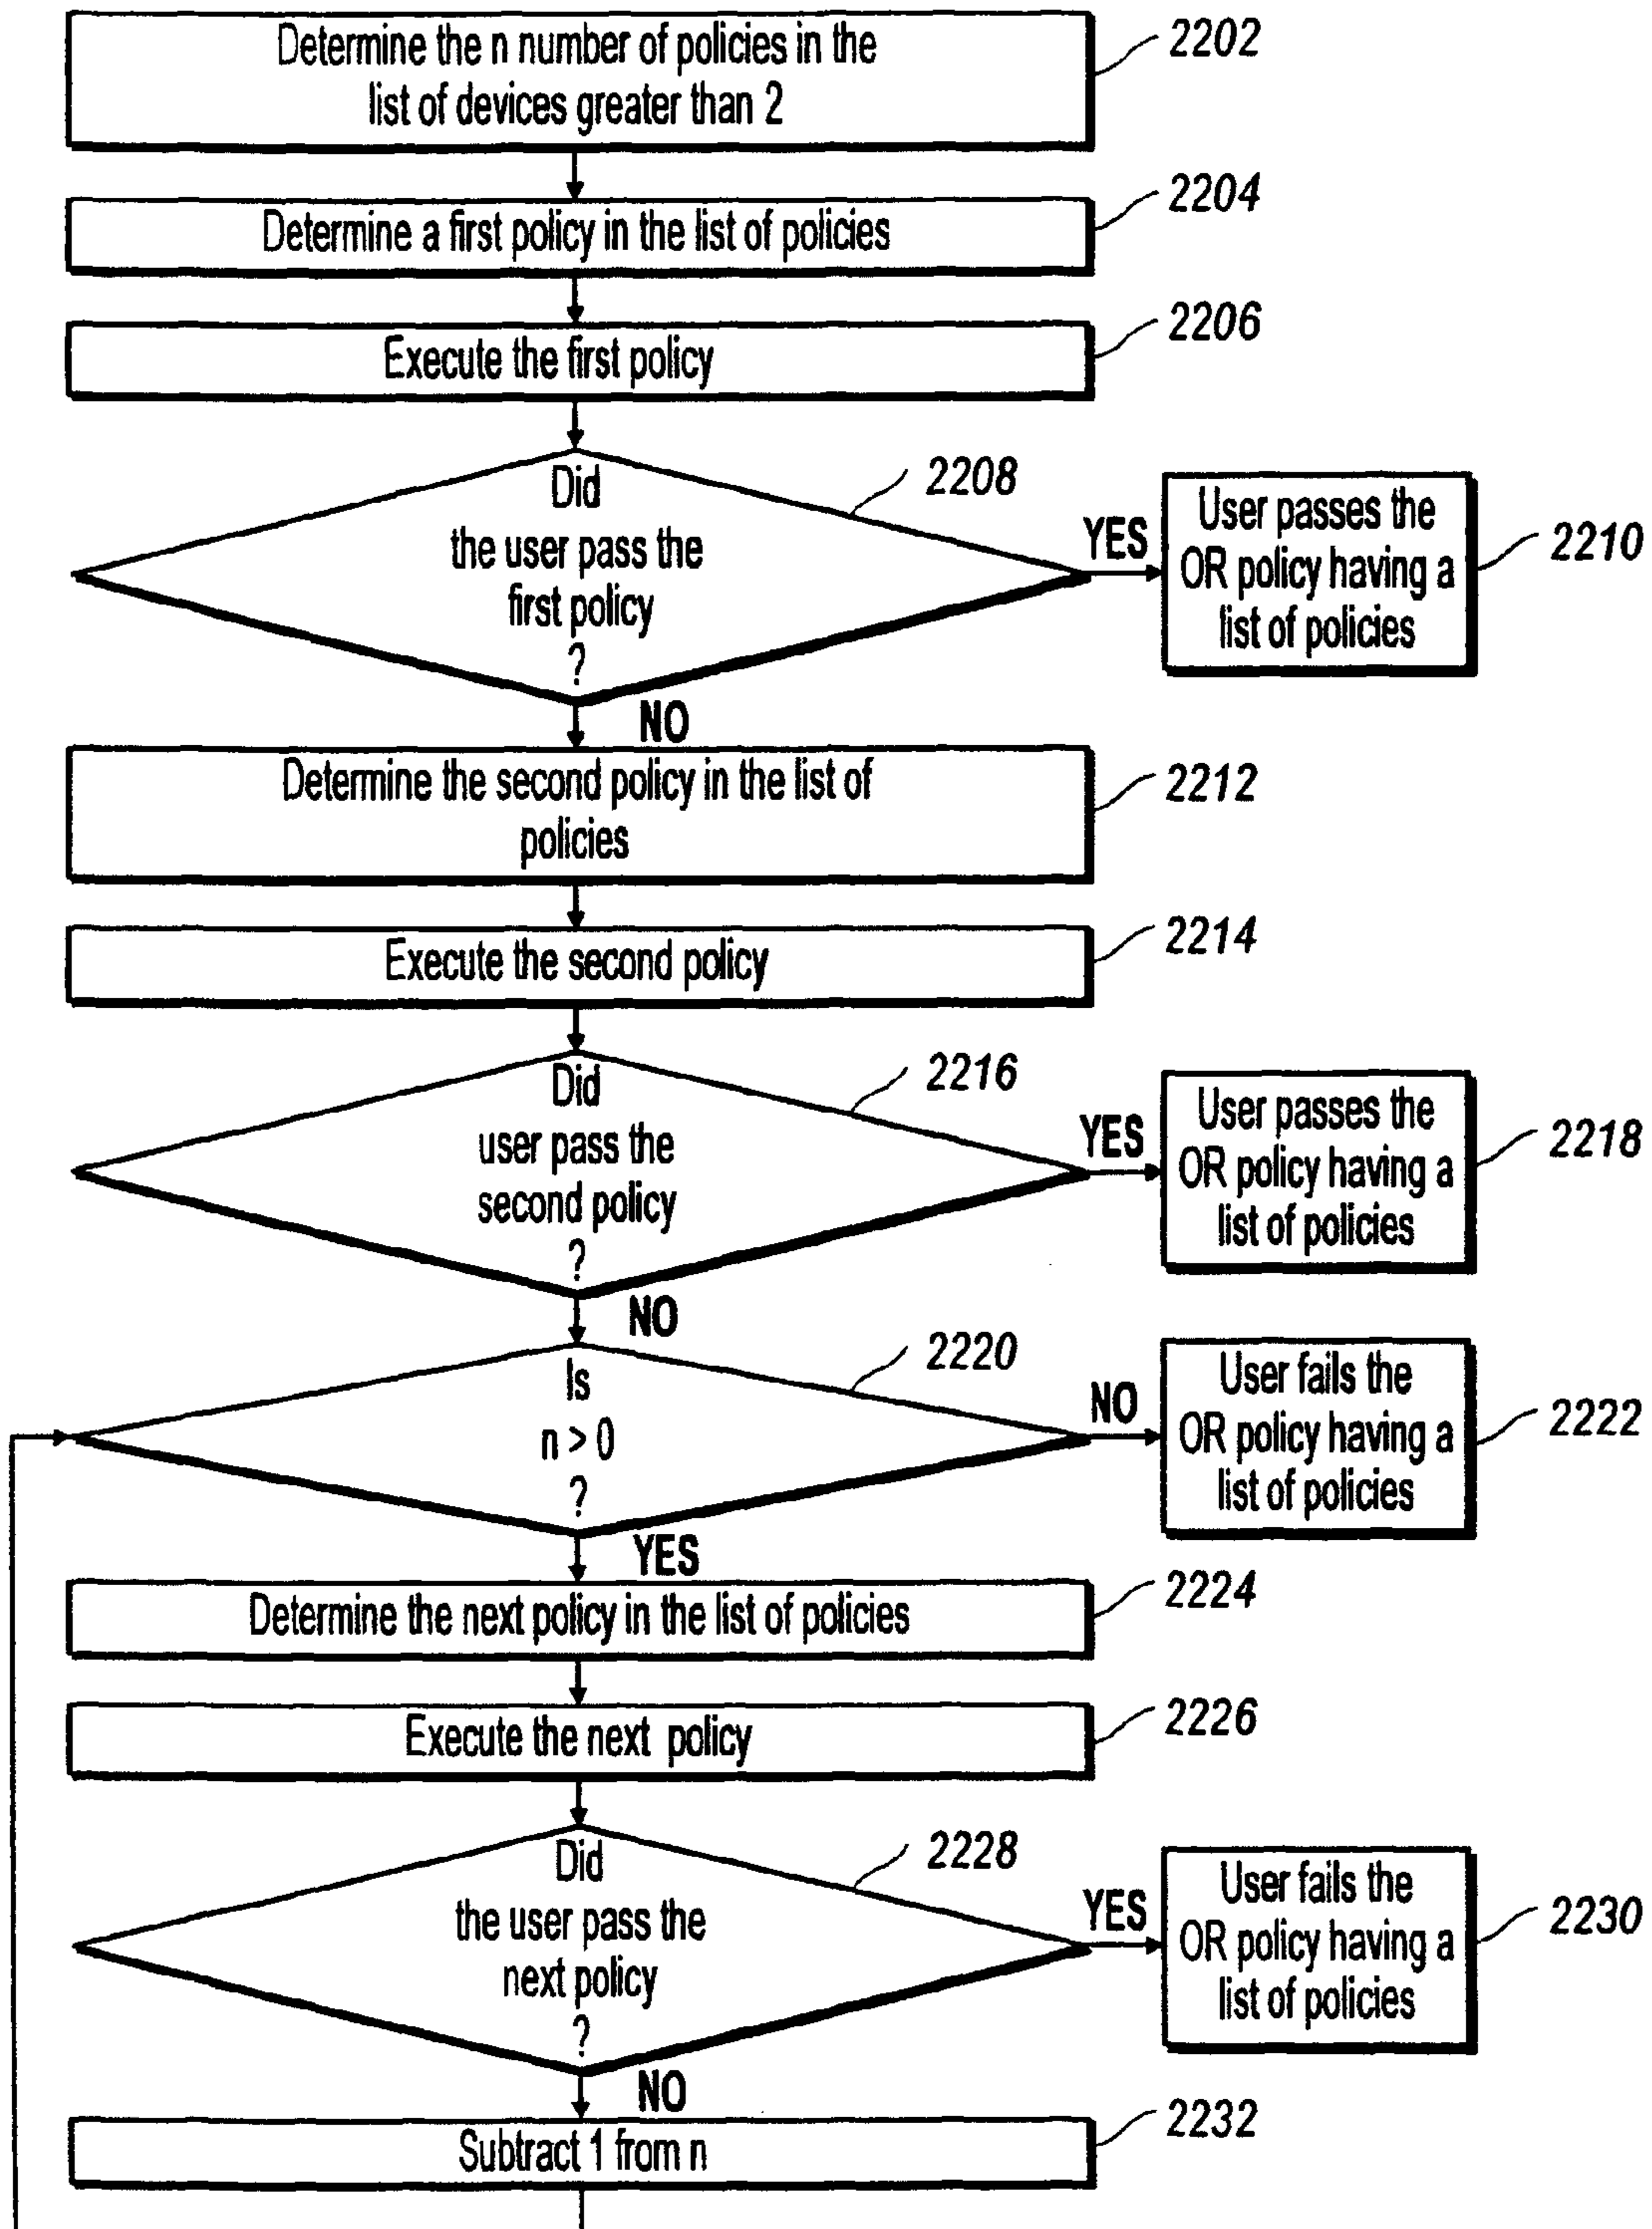 Determine the n number of policies in the
list of devices greater than 2
2202
Determine a first policy in the list of policies
2204
Execute the first policy
2206
Did
the user pass the
first policy
?
2208
YES
User passes the
OR policy having a
list of policies
2210
NO
Determine the second policy in the list of
policies
2212
Execute the second policy
2214
Did
user pass the
second policy
?
2216
YES
User passes the
OR policy having a
list of policies
2218
NO
Is
n > 0
?
2220
NO
User fails the
OR policy having a
list of policies
2222
YES
Determine the next policy in the list of policies
2224
Execute the next policy
2226
Did
the user pass the
next policy
?
2228
YES
User fails the
OR policy having a
list of policies
2230
NO
Subtract 1 from n
2232